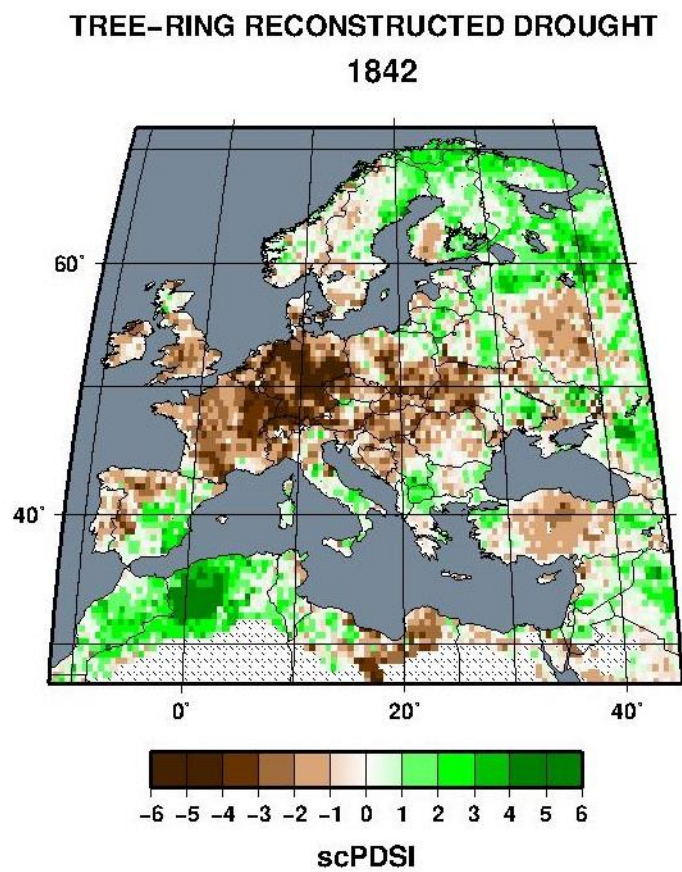 TREE-RING RECONSTRUCTED DROUGHT
1842
60°
40°
0° 20° 40°
-6 -5 -4 -3 -2 -1 0 1 2 3 4 5 6
scPDSI